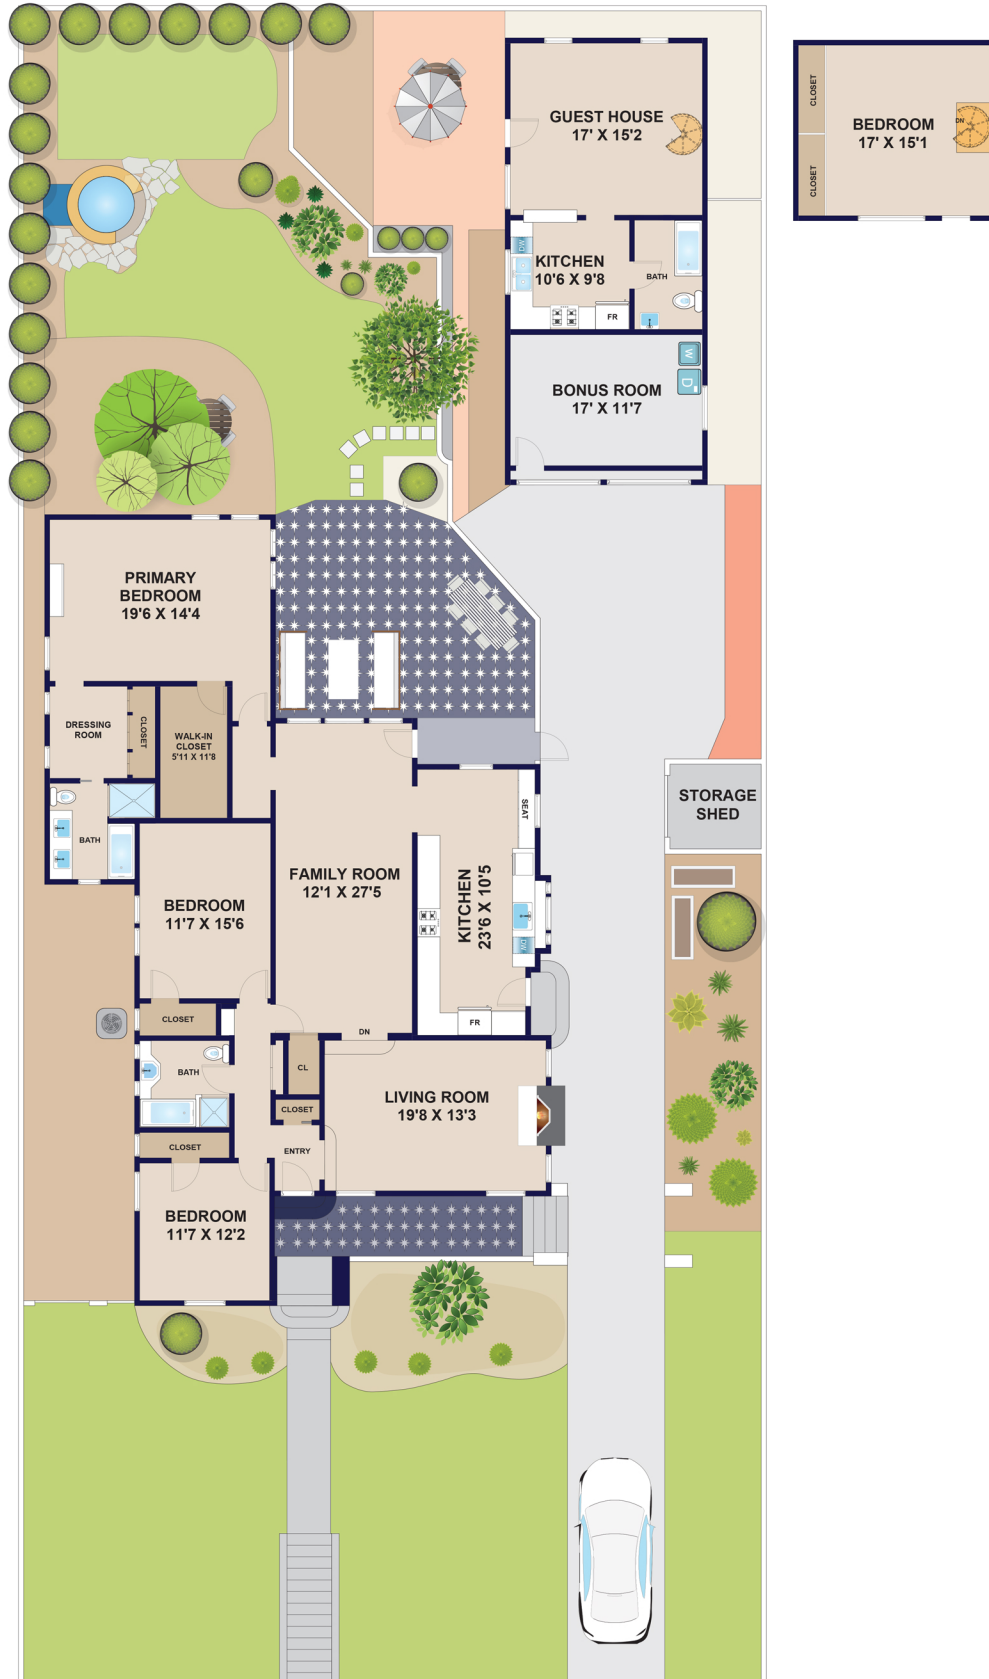 GUEST HOUSE
17' X 15'2
CLOSET
CLOSET
BEDROOM
17' X 15'1
DN
KITCHEN
10'6 X 9'8
FR
BATH
BONUS ROOM
17' X 11'7
W
D
PRIMARY
BEDROOM
19'6 X 14'4
DRESSING
ROOM
CLOSET
WALK-IN
CLOSET
5'11 X 11'8
BATH
STORAGE
SHED
SEAT
FAMILY ROOM
12'1 X 27'5
KITCHEN
23'6 X 10'5
DW
BEDROOM
11'7 X 15'6
CLOSET
FR
DN
BATH
CL
LIVING ROOM
19'8 X 13'3
CLOSET
CLOSET
ENTRY
BEDROOM
11'7 X 12'2